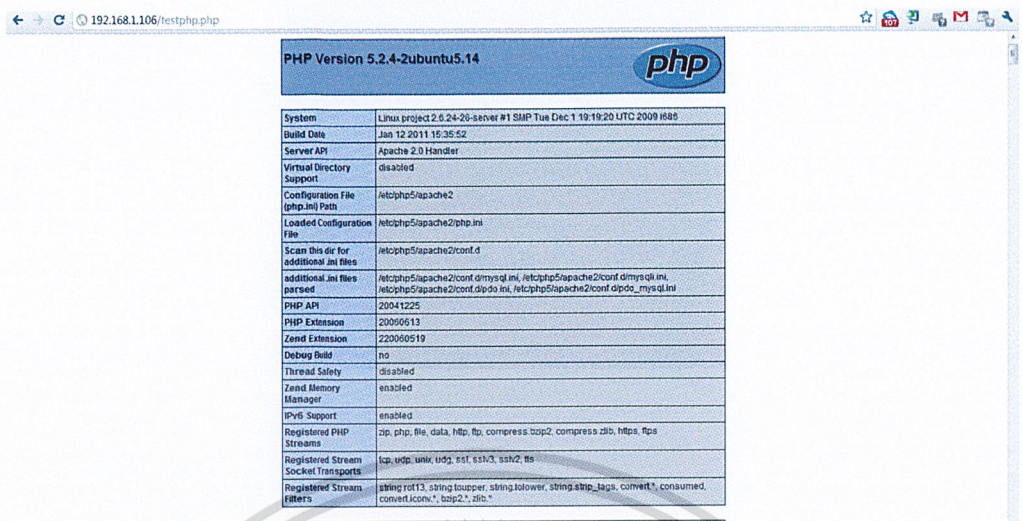 192.168.1.106/testphp.php
107
PHP Version 5.2.4-2ubuntu5.14
php
System Linux project 2.6.24-26-server #1 SMP Tue Dec 1 19:19:20 UTC 2009 i686
Build Date Jan 12 2011 15:35:52
Server API Apache 2.0 Handler
Virtual Directory
Support disabled
Configuration File
(php.ini) Path /etc/php5/apache2
Loaded Configuration
File /etc/php5/apache2/php.ini
Scan this dir for
additional .ini files /etc/php5/apache2/conf.d
additional .ini files
parsed /etc/php5/apache2/conf.d/mysql.ini, /etc/php5/apache2/conf.d/mysqli.ini,
/etc/php5/apache2/conf.d/pdo.ini, /etc/php5/apache2/conf.d/pdo_mysql.ini
PHP API 20041225
PHP Extension 20060613
Zend Extension 220060519
Debug Build no
Thread Safety disabled
Zend Memory
Manager enabled
IPv6 Support enabled
Registered PHP
Streams zip, php, file, data, http, ftp, compress.bzip2, compress.zlib, https, ftps
Registered Stream
Socket Transports tcp, udp, unix, udg, ssl, sslv3, sslv2, tls
Registered Stream
Filters string.rot13, string.toupper, string.tolower, string.strip_tags, convert.*, consumed,
convert.iconv.*, bzip2.*, zlib.*